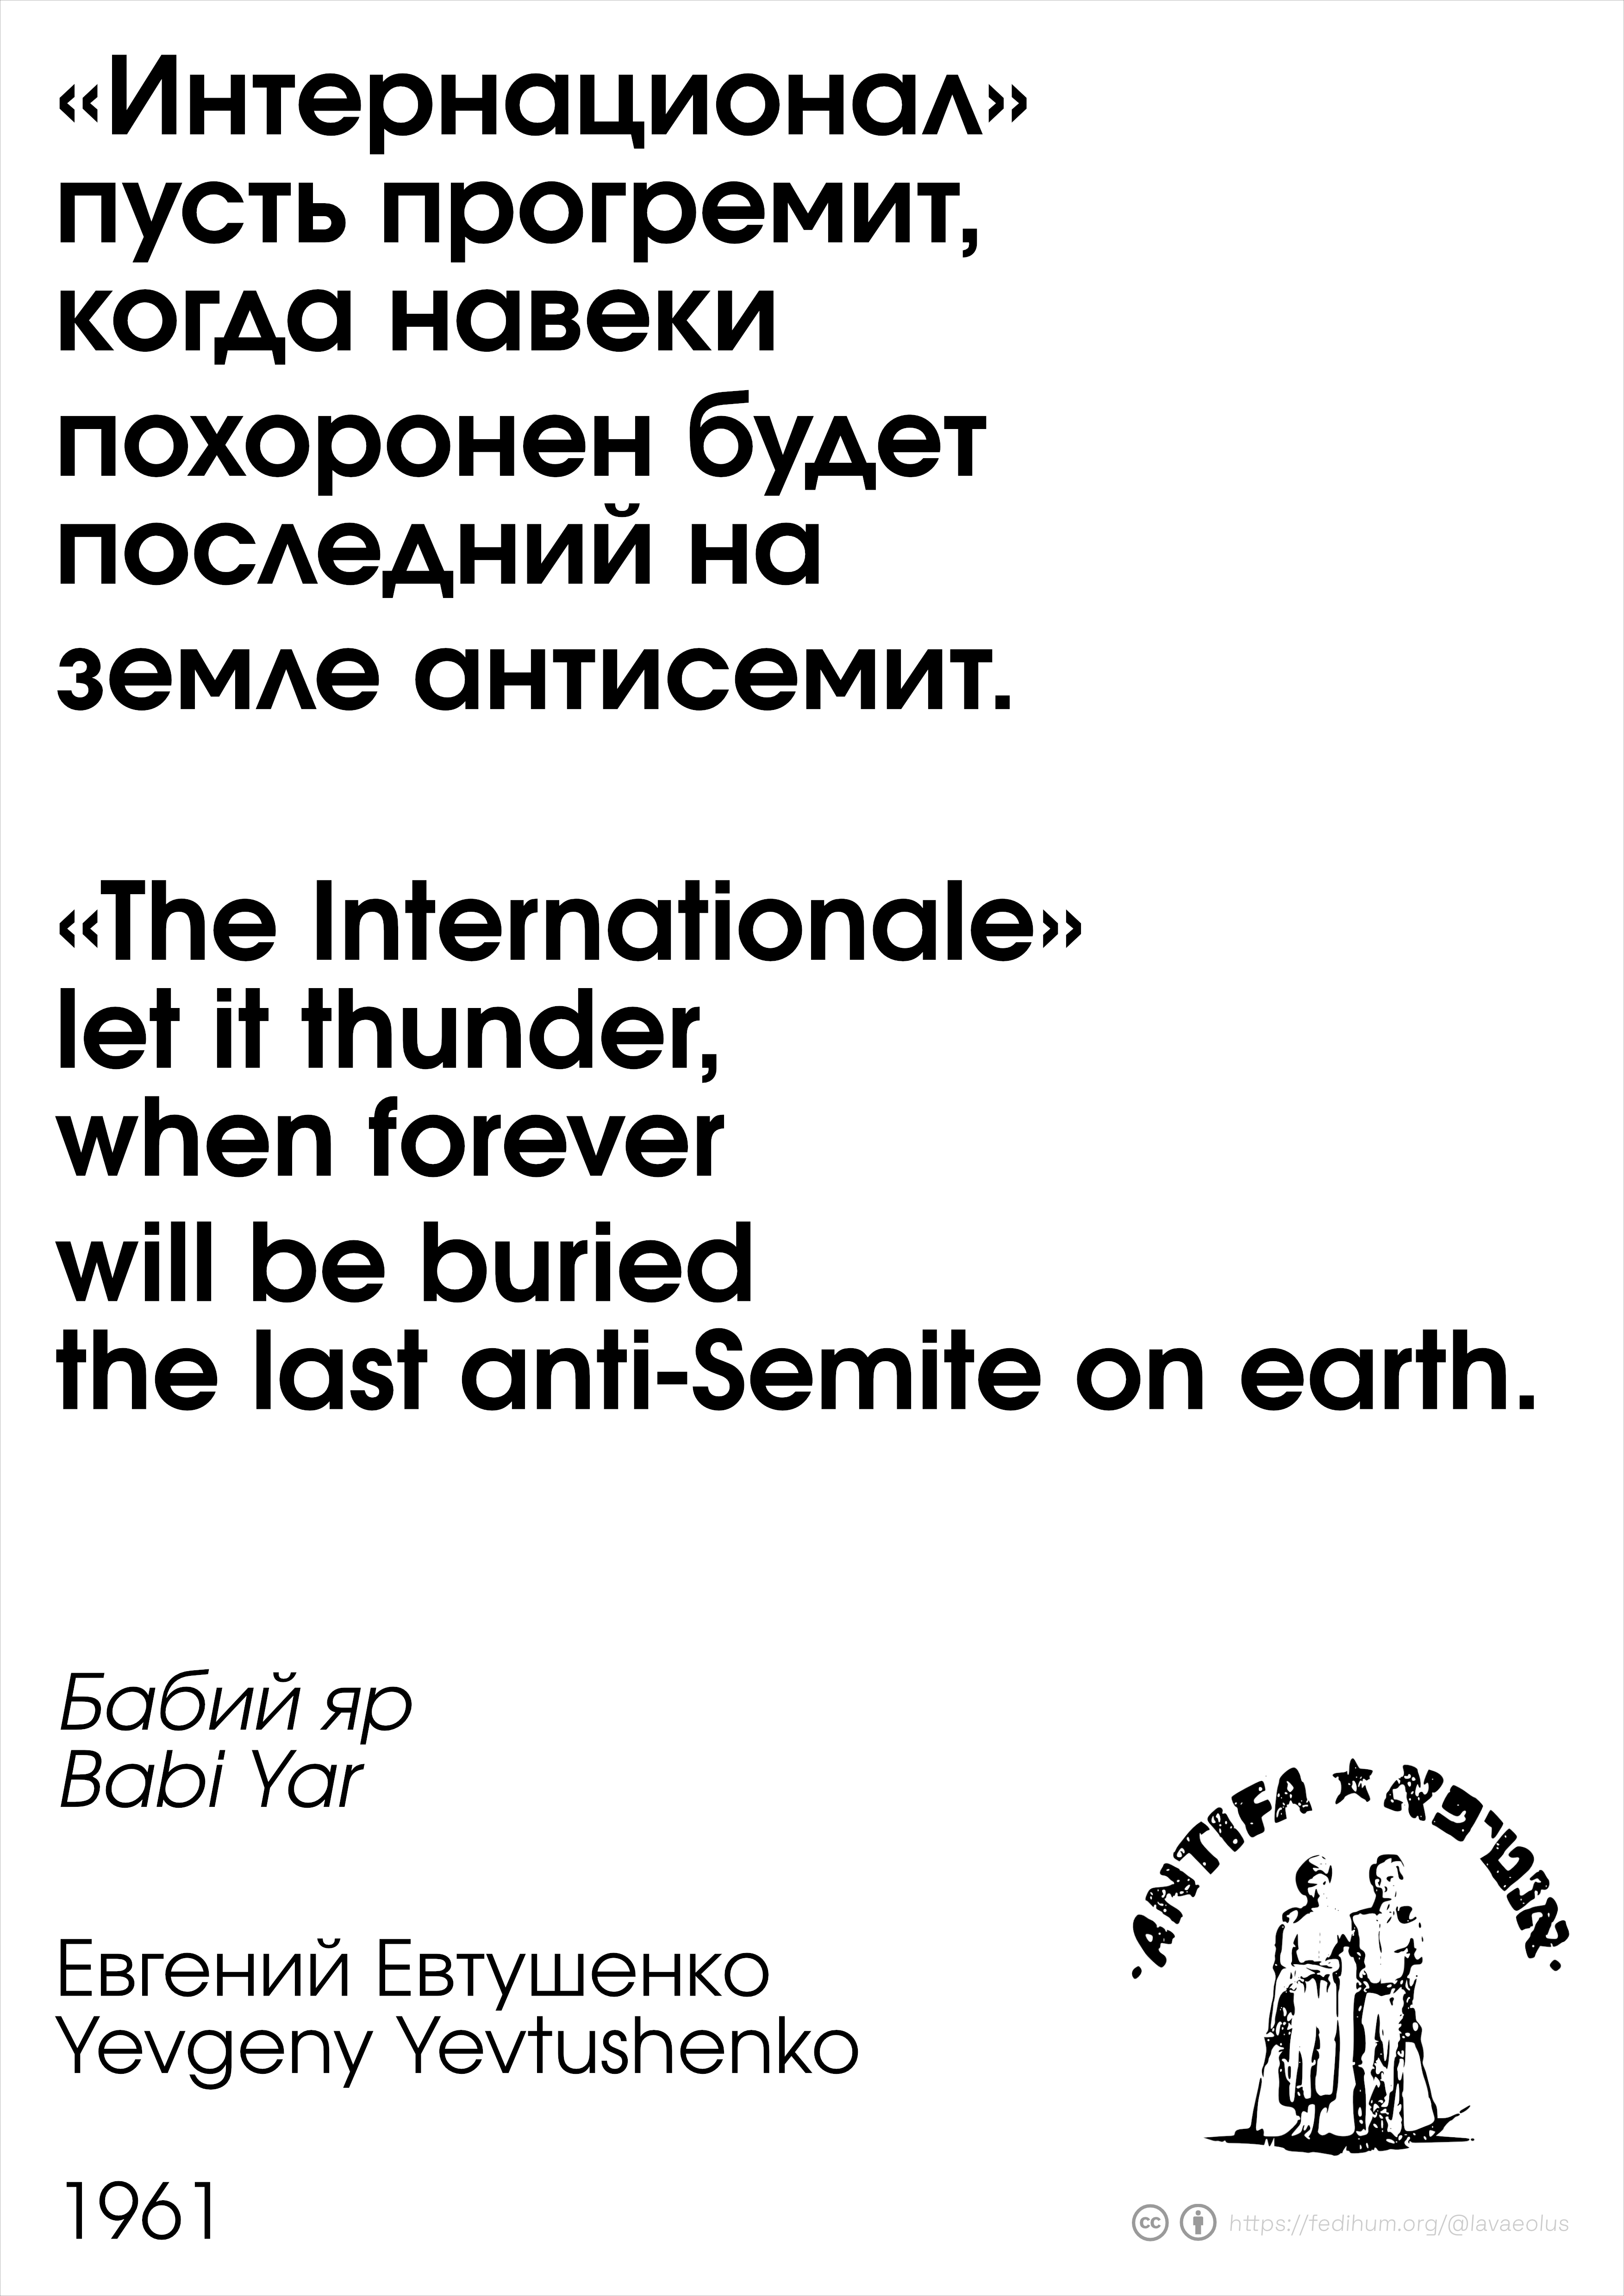 «Интернационал»
пусть прогремит,
когда навеки
похоронен будет
последний на
земле антисемит.
«The Internationale»
let it thunder,
when forever
will be buried
the last anti-Semite on earth.
Бабий яр
Babi Yar
Евгений Евтушенко
Yevgeny Yevtushenko
1961
·ANTIFA ★ אנטיפא·
cc https://fedihum.org/@lavaeolus